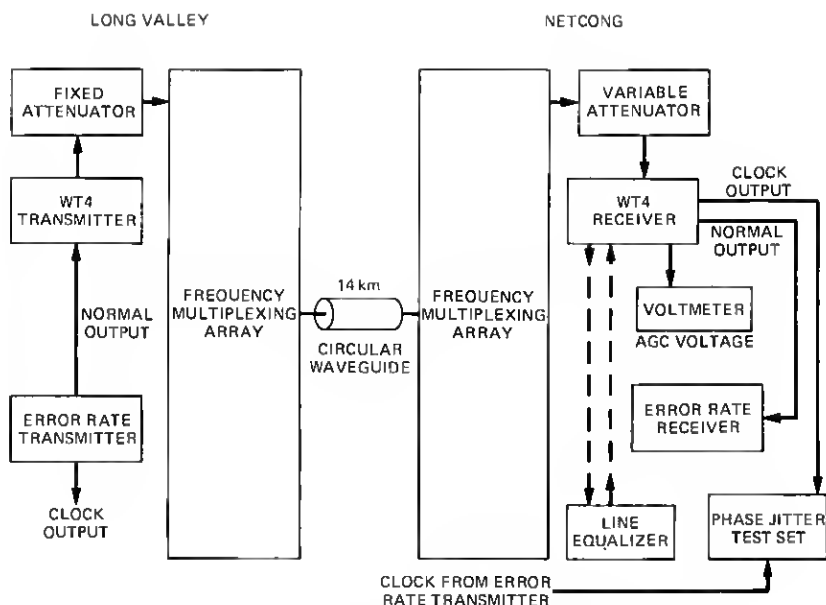 LONG VALLEY
NETCONG
FIXED
ATTENUATOR
WT4
TRANSMITTER
NORMAL
OUTPUT
ERROR RATE
TRANSMITTER
CLOCK
OUTPUT
FREQUENCY
MULTIPLEXING
ARRAY
14 km
CIRCULAR
WAVEGUIDE
FREQUENCY
MULTIPLEXING
ARRAY
VARIABLE
ATTENUATOR
WT4
RECEIVER
CLOCK
OUTPUT
NORMAL
OUTPUT
VOLTMETER
AGC VOLTAGE
ERROR RATE
RECEIVER
LINE
EQUALIZER
PHASE JITTER
TEST SET
CLOCK FROM ERROR
RATE TRANSMITTER